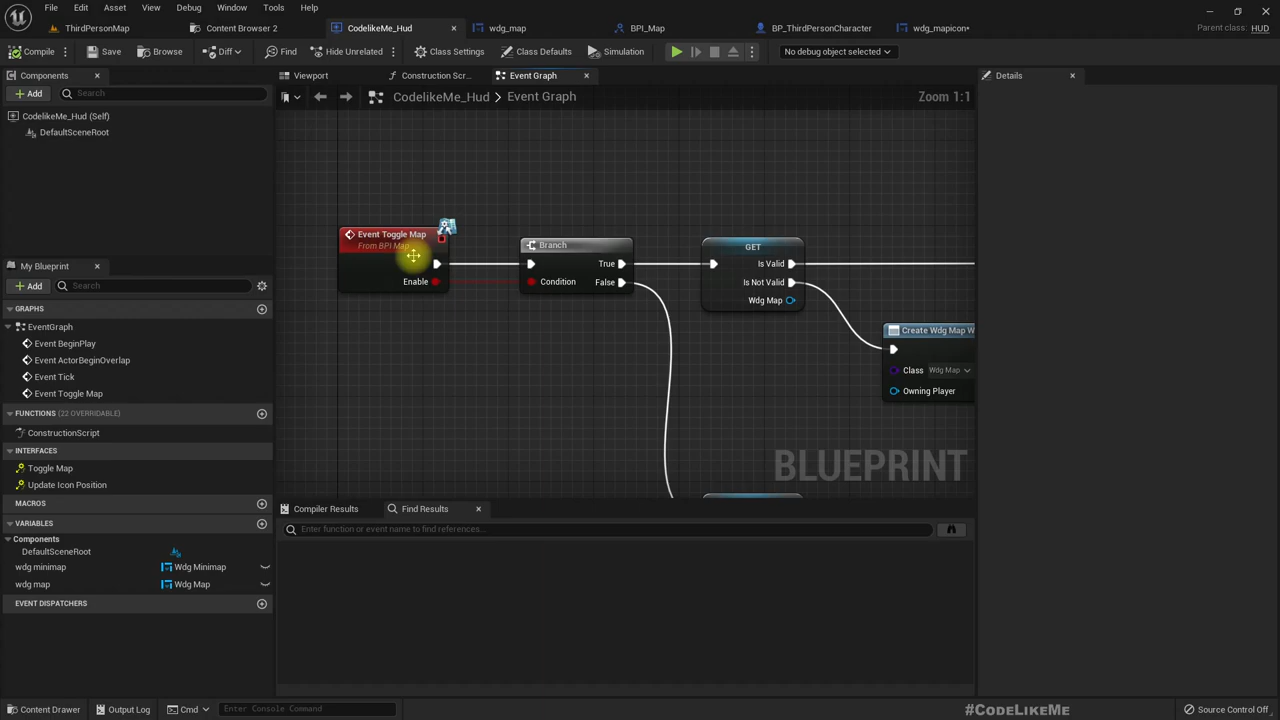 File Edit Asset View Debug Window Tools Help
Parent class: HUD
ThirdPersonMap
Content Browser 2
CodelikeMe_Hud
wdg_map
BPI_Map
BP_ThirdPersonCharacter
wdg_mapicon•
Compile
Save
Browse
Diff
Find
Hide Unrelated
Class Settings
Class Defaults
Simulation
No debug object selected
Components
Add
Search
CodelikeMe_Hud (Self)
DefaultSceneRoot
My Blueprint
Add
Search
GRAPHS
EventGraph
Event BeginPlay
Event ActorBeginOverlap
Event Tick
Event Toggle Map
FUNCTIONS (22 OVERRIDABLE)
ConstructionScript
INTERFACES
Toggle Map
Update Icon Position
MACROS
VARIABLES
Components
DefaultSceneRoot
wdg minimap Wdg Minimap
wdg map Wdg Map
EVENT DISPATCHERS
Viewport
Construction Scr...
Event Graph
CodelikeMe_Hud > Event Graph
Zoom 1:1
Event Toggle Map
From BPI Map
Enable
Branch
True
Condition False
GET
Is Valid
Is Not Valid
Wdg Map
Create Wdg Map W
Class Wdg Map
Owning Player
BLUEPRINT
Compiler Results
Find Results
Enter function or event name to find references...
Details
Content Drawer
Output Log
Cmd
Enter Console Command
#CODELIKEME
Source Control Off